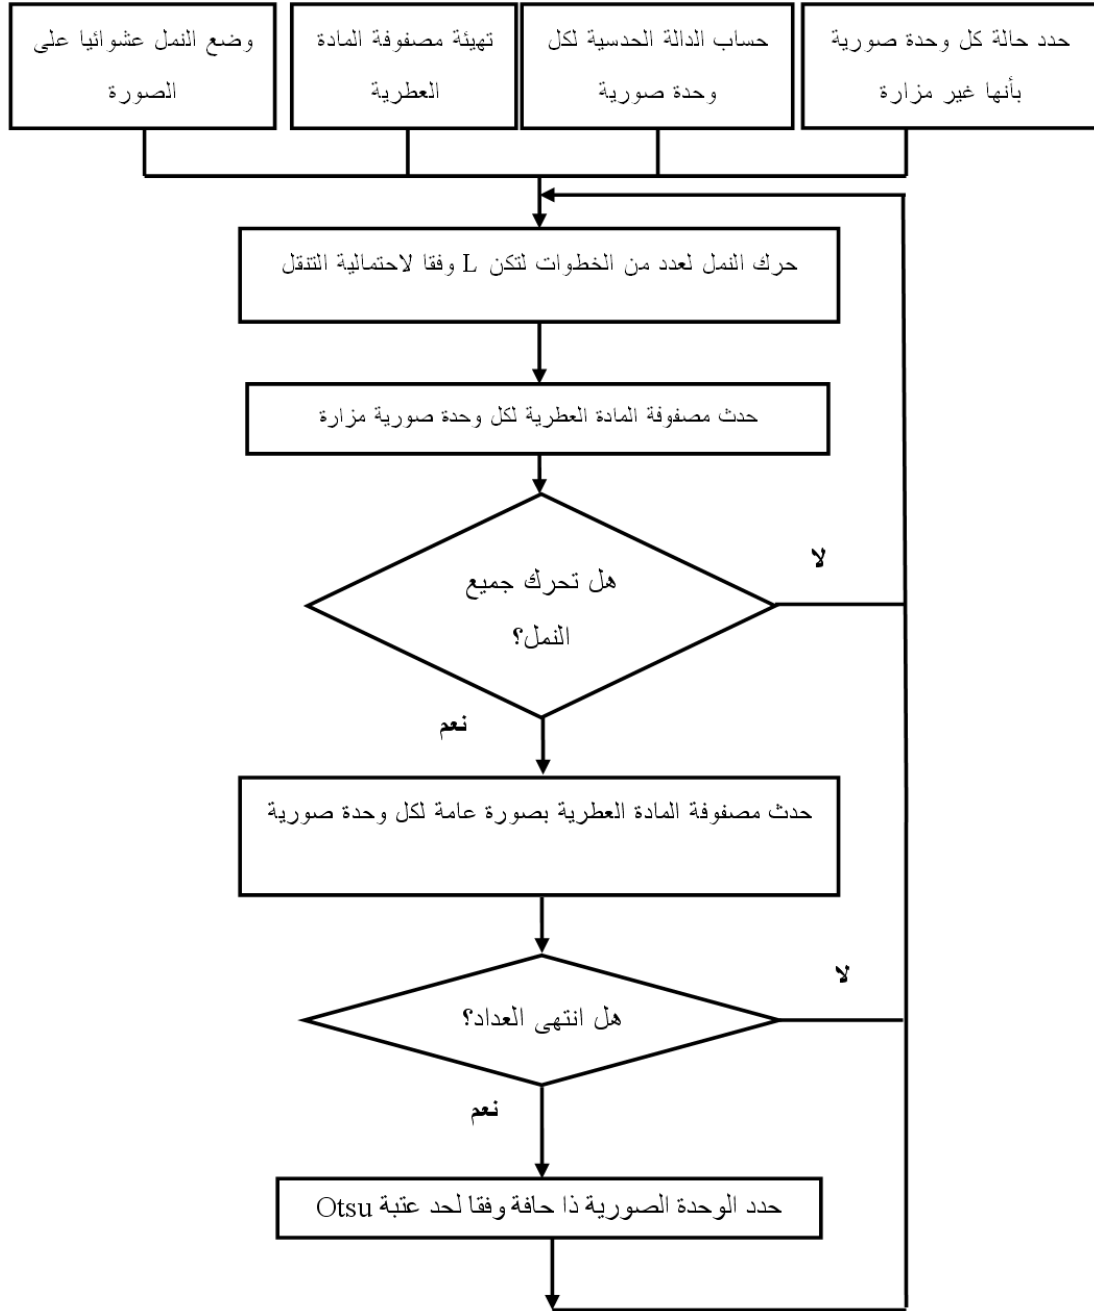 حدد حالة كل وحدة صورية
بأنها غير مزارة
حساب الدالة الحدسية لكل
وحدة صورية
تهيئة مصفوفة المادة
العطرية
وضع النمل عشوائيا على
الصورة
حرك النمل لعدد من الخطوات لتكن L وفقا لاحتمالية التنقل
حدث مصفوفة المادة العطرية لكل وحدة صورية مزارة
هل تحرك جميع
النمل؟
لا
نعم
حدث مصفوفة المادة العطرية بصورة عامة لكل وحدة صورية
هل انتهى العداد؟
لا
نعم
حدد الوحدة الصورية ذا حافة وفقا لحد عتبة Otsu